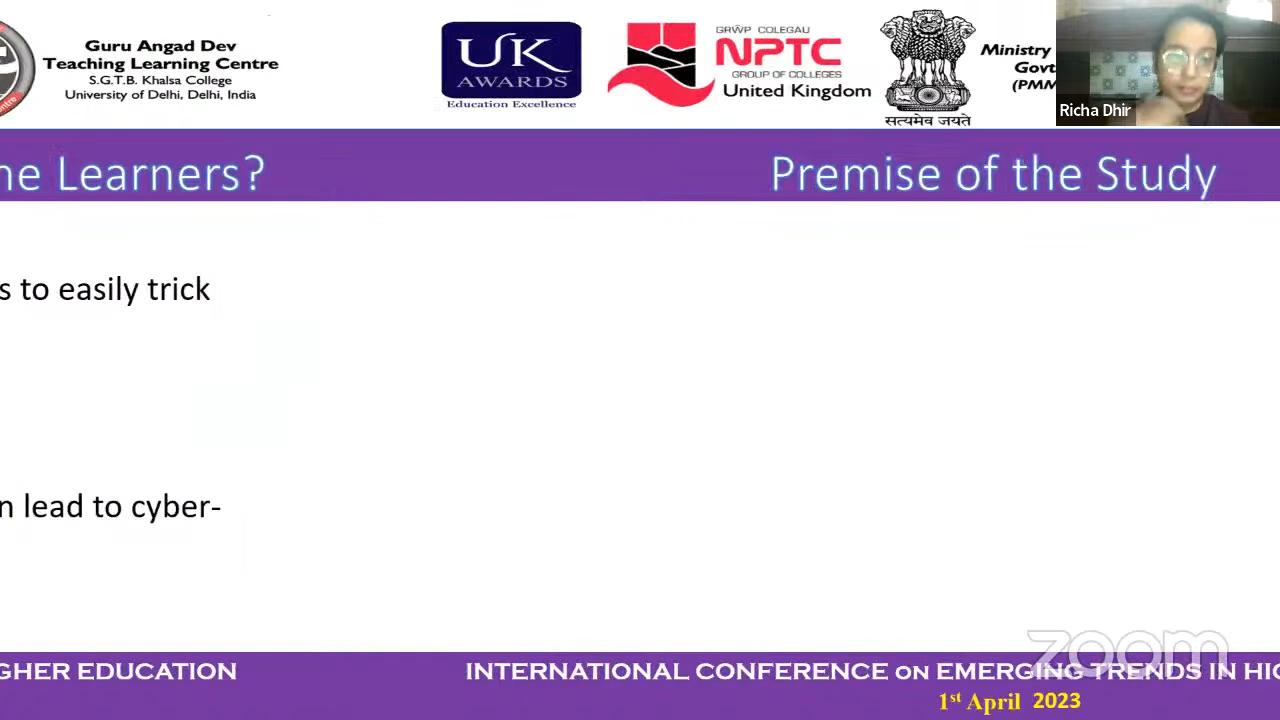 Guru Angad Dev
Teaching Learning Centre
S.G.T.B. Khalsa College
University of Delhi, Delhi, India
UK
AWARDS
Education Excellence
GRŴP COLEGAU
NPTC
GROUP OF COLLEGES
United Kingdom
सत्यमेव जयते
Ministry
Govt
(PMM
Richa Dhir
ne Learners?
Premise of the Study
s to easily trick
n lead to cyber-
zoom
GHER EDUCATION
INTERNATIONAL CONFERENCE ON EMERGING TRENDS IN HIG
1st April 2023